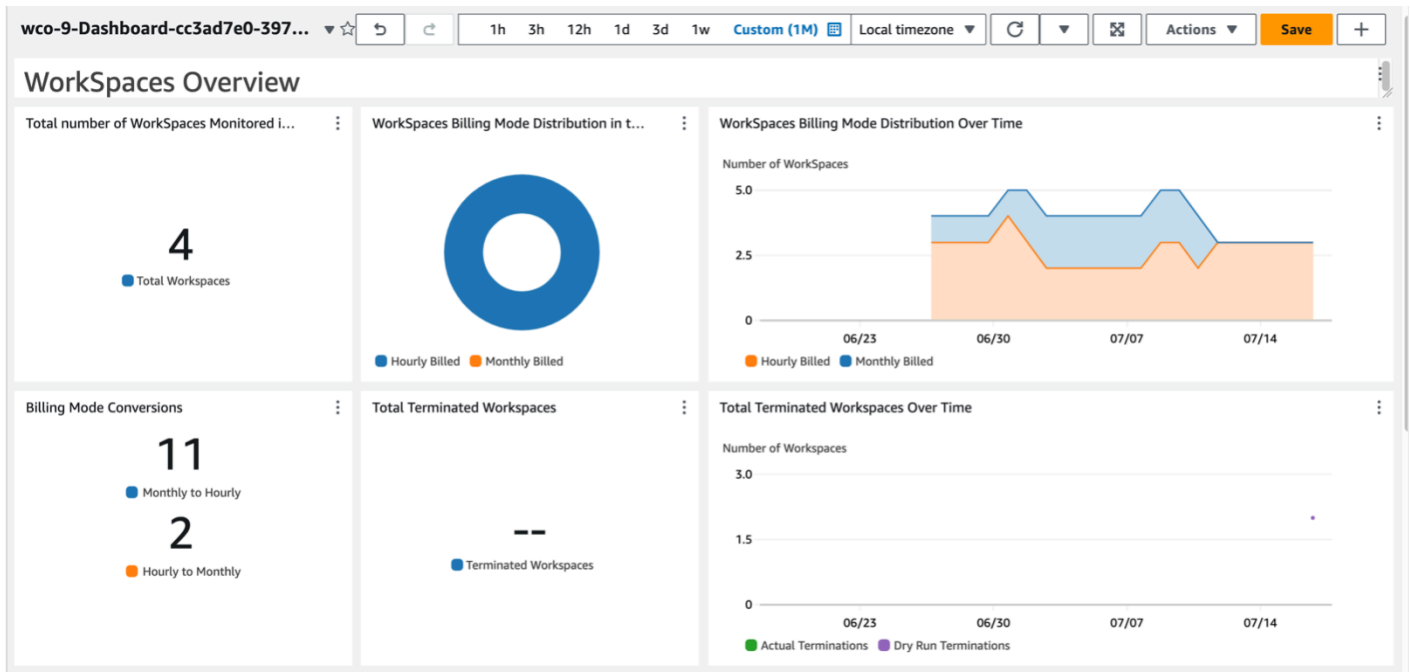 wco-9-Dashboard-cc3ad7e0-397...
1h 3h 12h 1d 3d 1w Custom (1M) Local timezone Actions Save
WorkSpaces Overview
Total number of WorkSpaces Monitored i...
4
Total Workspaces
WorkSpaces Billing Mode Distribution in t...
Hourly Billed Monthly Billed
WorkSpaces Billing Mode Distribution Over Time
Number of WorkSpaces
5.0
2.5
0
06/23 06/30 07/07 07/14
Hourly Billed Monthly Billed
Billing Mode Conversions
11
Monthly to Hourly
2
Hourly to Monthly
Total Terminated Workspaces
--
Terminated Workspaces
Total Terminated Workspaces Over Time
Number of Workspaces
3.0
1.5
0
06/23 06/30 07/07 07/14
Actual Terminations Dry Run Terminations